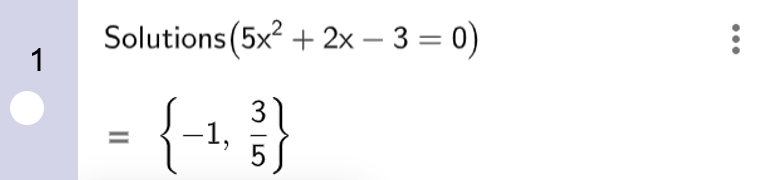 1
Solutions(5x² + 2x − 3 = 0)
= {−1, 3/5}